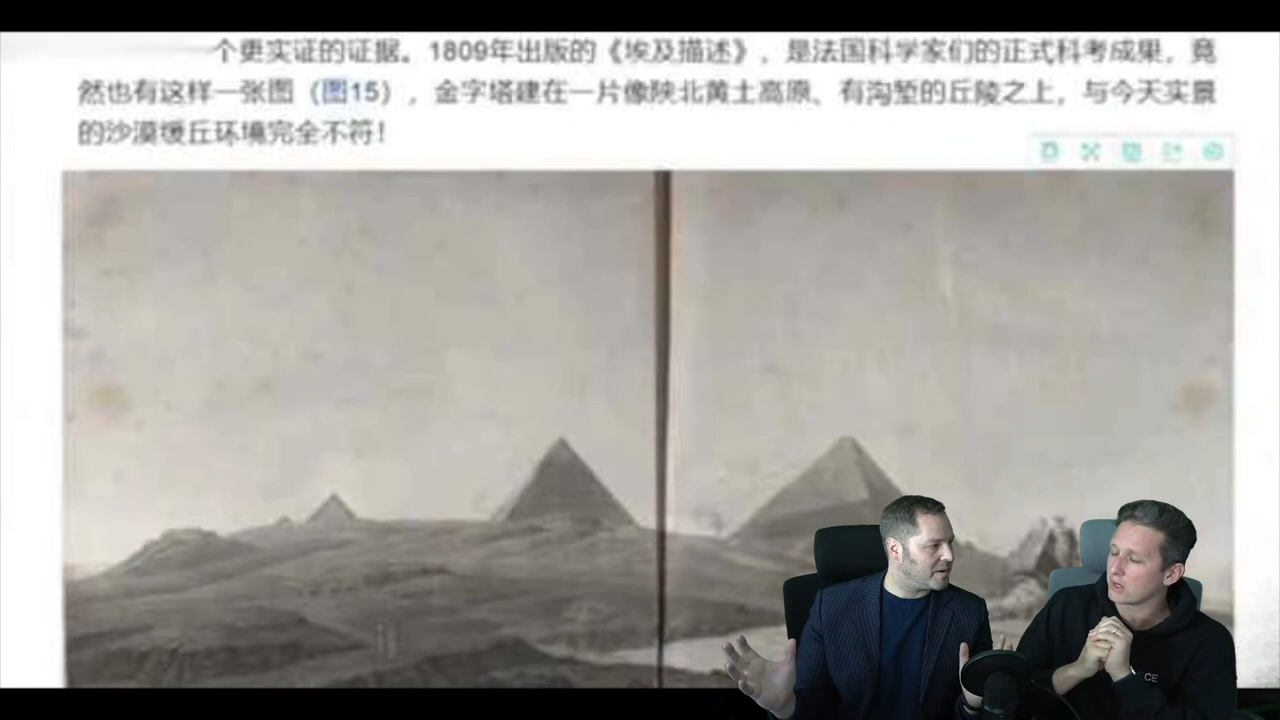 个更实证的证据。1809年出版的《埃及描述》，是法国科学家们的正式科考成果，竟
然也有这样一张图（图15），金字塔建在一片像陕北黄土高原、有沟堑的丘陵之上，与今天实景
的沙漠缓丘环境完全不符！
CE